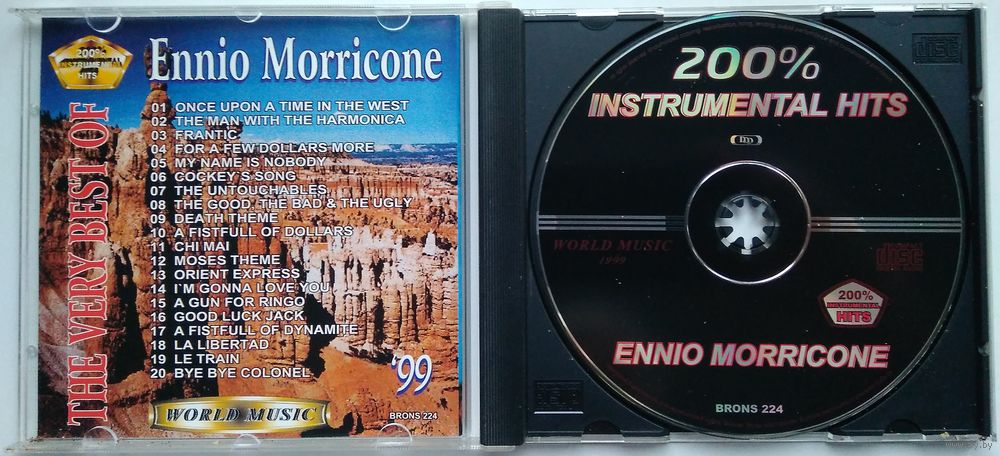 200%
INSTRUMENTAL
HITS
Ennio Morricone
THE VERY BEST OF
01 ONCE UPON A TIME IN THE WEST
02 THE MAN WITH THE HARMONICA
03 FRANTIC
04 FOR A FEW DOLLARS MORE
05 MY NAME IS NOBODY
06 COCKEY`S SONG
07 THE UNTOUCHABLES
08 THE GOOD, THE BAD & THE UGLY
09 DEATH THEME
10 A FISTFULL OF DOLLARS
11 CHI MAI
12 MOSES THEME
13 ORIENT EXPRESS
14 I`M GONNA LOVE YOU
15 A GUN FOR RINGO
16 GOOD LUCK JACK
17 A FISTFULL OF DYNAMITE
18 LA LIBERTAD
19 LE TRAIN
20 BYE BYE COLONEL
'99
WORLD MUSIC
BRONS 224
200%
INSTRUMENTAL HITS
WORLD MUSIC
1999
COMPACT
disc
DIGITAL AUDIO
200%
INSTRUMENTAL
HITS
ENNIO MORRICONE
BRONS 224
disc